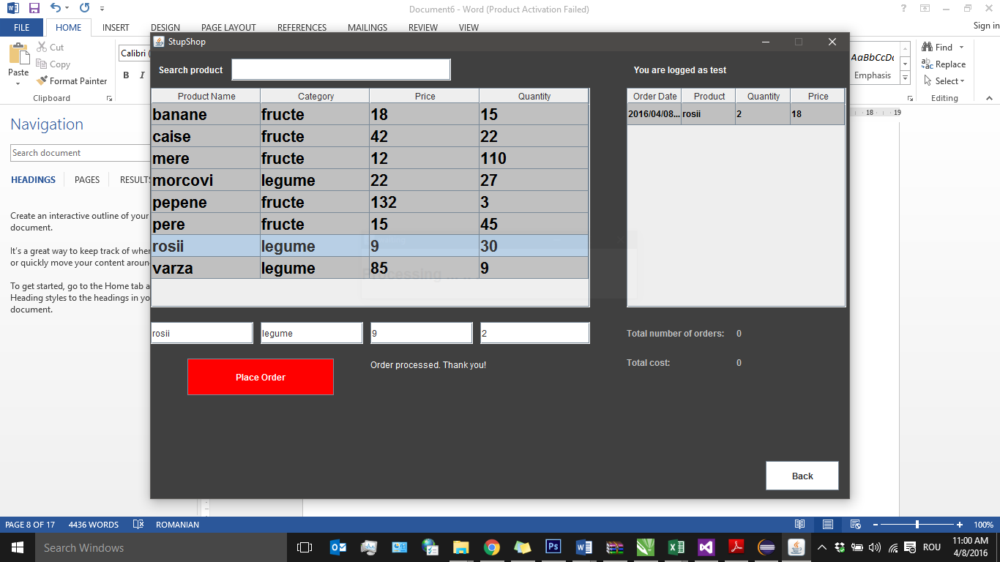 Document6 - Word (Product Activation Failed)
FILE HOME INSERT DESIGN PAGE LAYOUT REFERENCES MAILINGS REVIEW VIEW
Sign in
Paste
Cut
Copy
Format Painter
Clipboard
Calibri (
B I
AaBbCcDc
Emphasis
Find
Replace
Select
Editing
Navigation
Search document
HEADINGS PAGES RESULTS
Create an interactive outline of your
document.
It's a great way to keep track of
or quickly move your content
To get started, go to the Home tab
Heading styles to the headings in
document.
18 19
StupShop
Search product
You are logged as test
Product Name Category Price Quantity
banane fructe 18 15
caise fructe 42 22
mere fructe 12 110
morcovi legume 22 27
pepene fructe 132 3
pere fructe 15 45
rosii legume 9 30
varza legume 85 9
Processing ... ..
Order Date Product Quantity Price
2016/04/08... rosii 2 18
rosii legume 9 2
Total number of orders: 0
Place Order
Order processed. Thank you!
Total cost: 0
Back
PAGE 8 OF 17 4436 WORDS ROMANIAN
100%
Search Windows
ROU
11:00 AM
4/8/2016